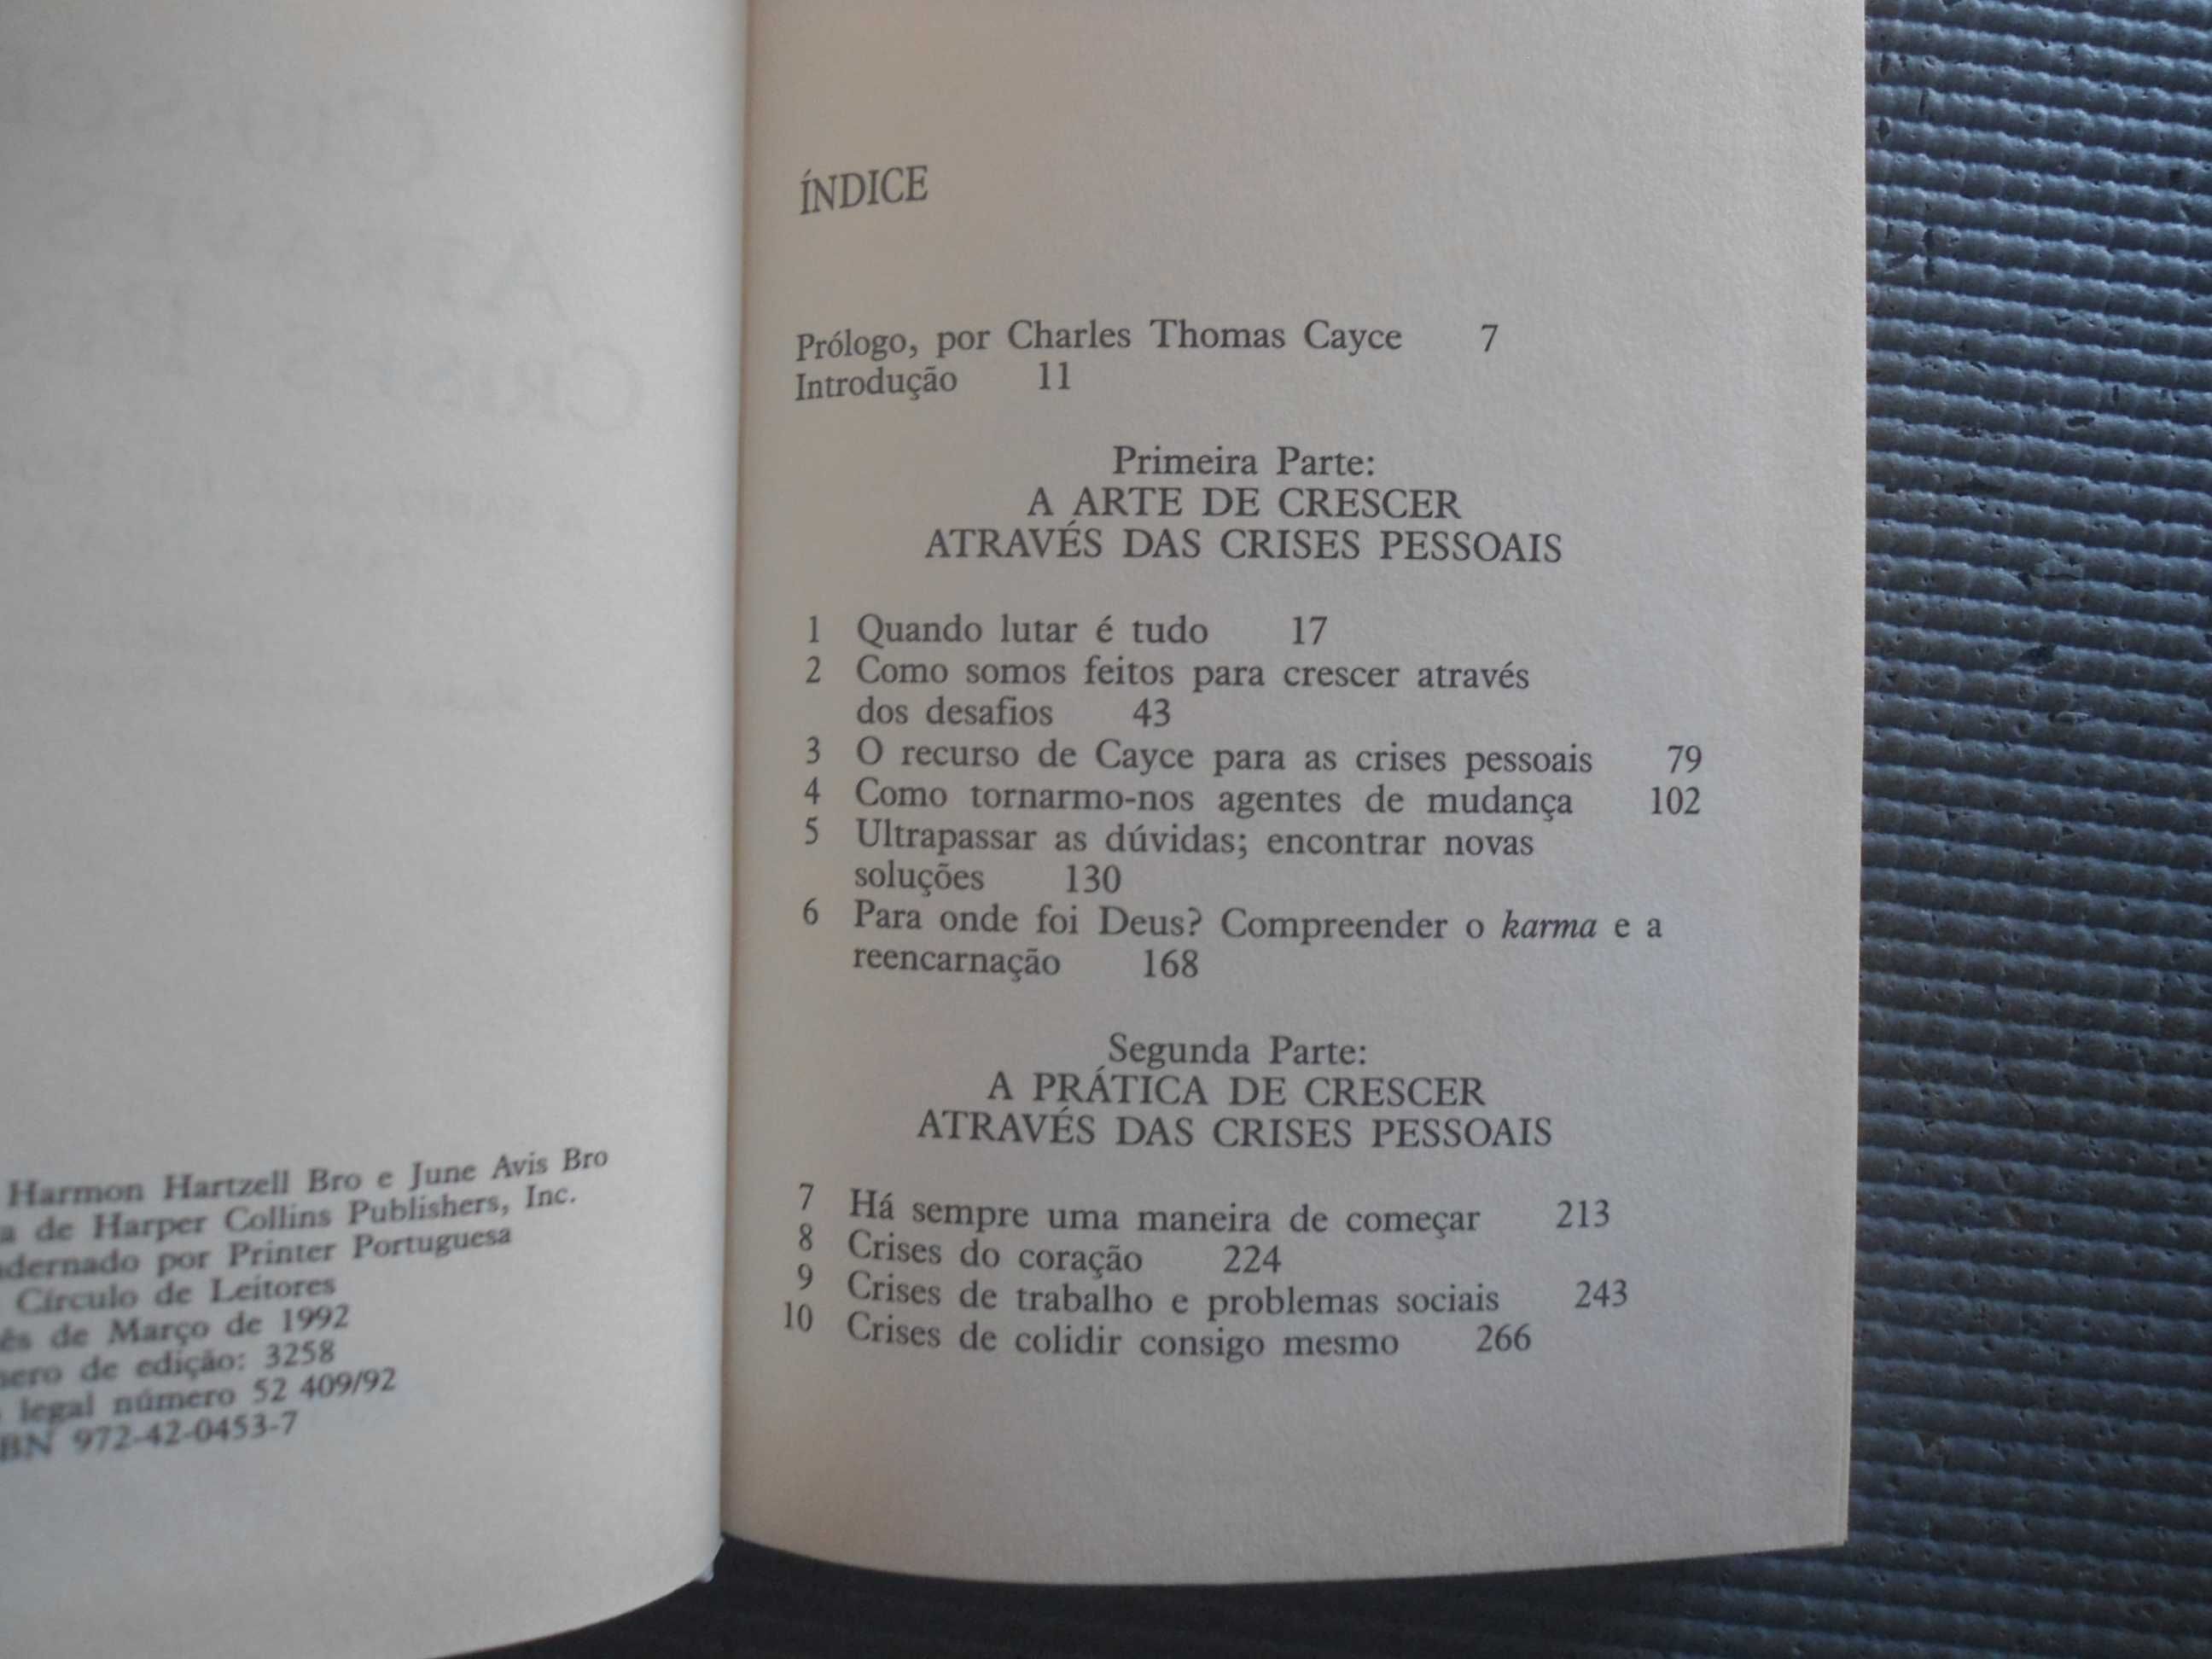 Harmon Hartzell Bro e June Avis Bro
de Harper Collins Publishers, Inc.
por Printer Portuguesa
Círculo de Leitores
de Março de 1992
de edição: 3258
legal número 52 409/92
972-42-0453-7
ÍNDICE
Prólogo, por Charles Thomas Cayce 7
Introdução 11
Primeira Parte:
A ARTE DE CRESCER
ATRAVÉS DAS CRISES PESSOAIS
1 Quando lutar é tudo 17
2 Como somos feitos para crescer através
dos desafios 43
3 O recurso de Cayce para as crises pessoais 79
4 Como tornarmo-nos agentes de mudança 102
5 Ultrapassar as dúvidas; encontrar novas
soluções 130
6 Para onde foi Deus? Compreender o karma e a
reencarnação 168
Segunda Parte:
A PRÁTICA DE CRESCER
ATRAVÉS DAS CRISES PESSOAIS
7 Há sempre uma maneira de começar 213
8 Crises do coração 224
9 Crises de trabalho e problemas sociais 243
10 Crises de colidir consigo mesmo 266